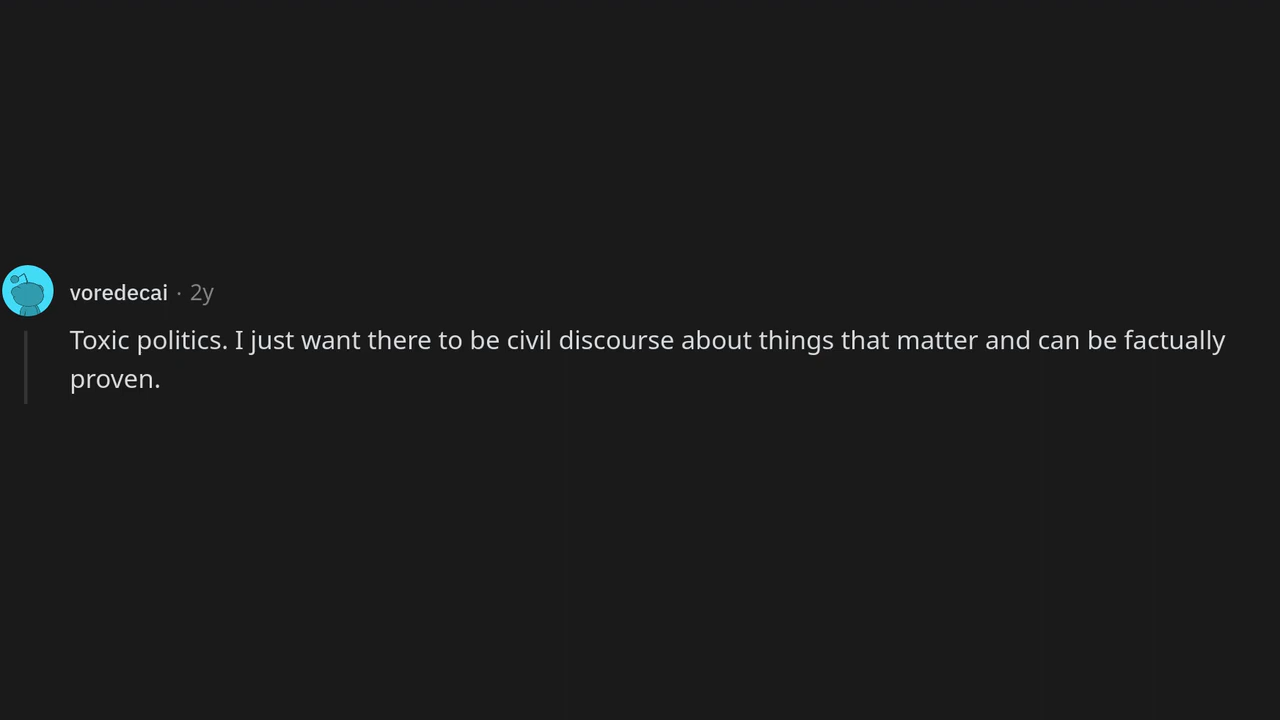 voredecai · 2y
Toxic politics. I just want there to be civil discourse about things that matter and can be factually
proven.